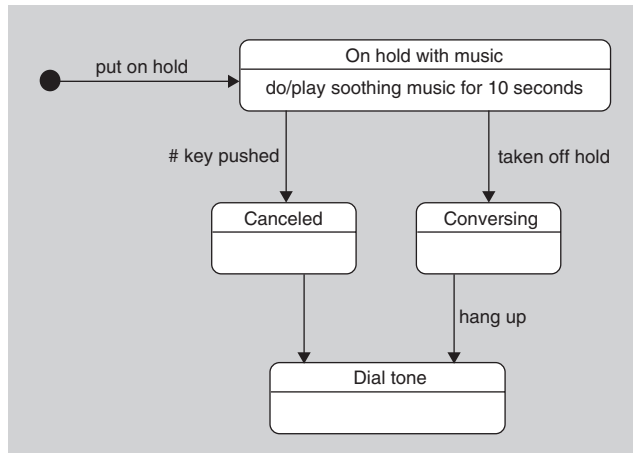 put on hold
On hold with music
do/play soothing music for 10 seconds
# key pushed
taken off hold
Canceled
Conversing
hang up
Dial tone